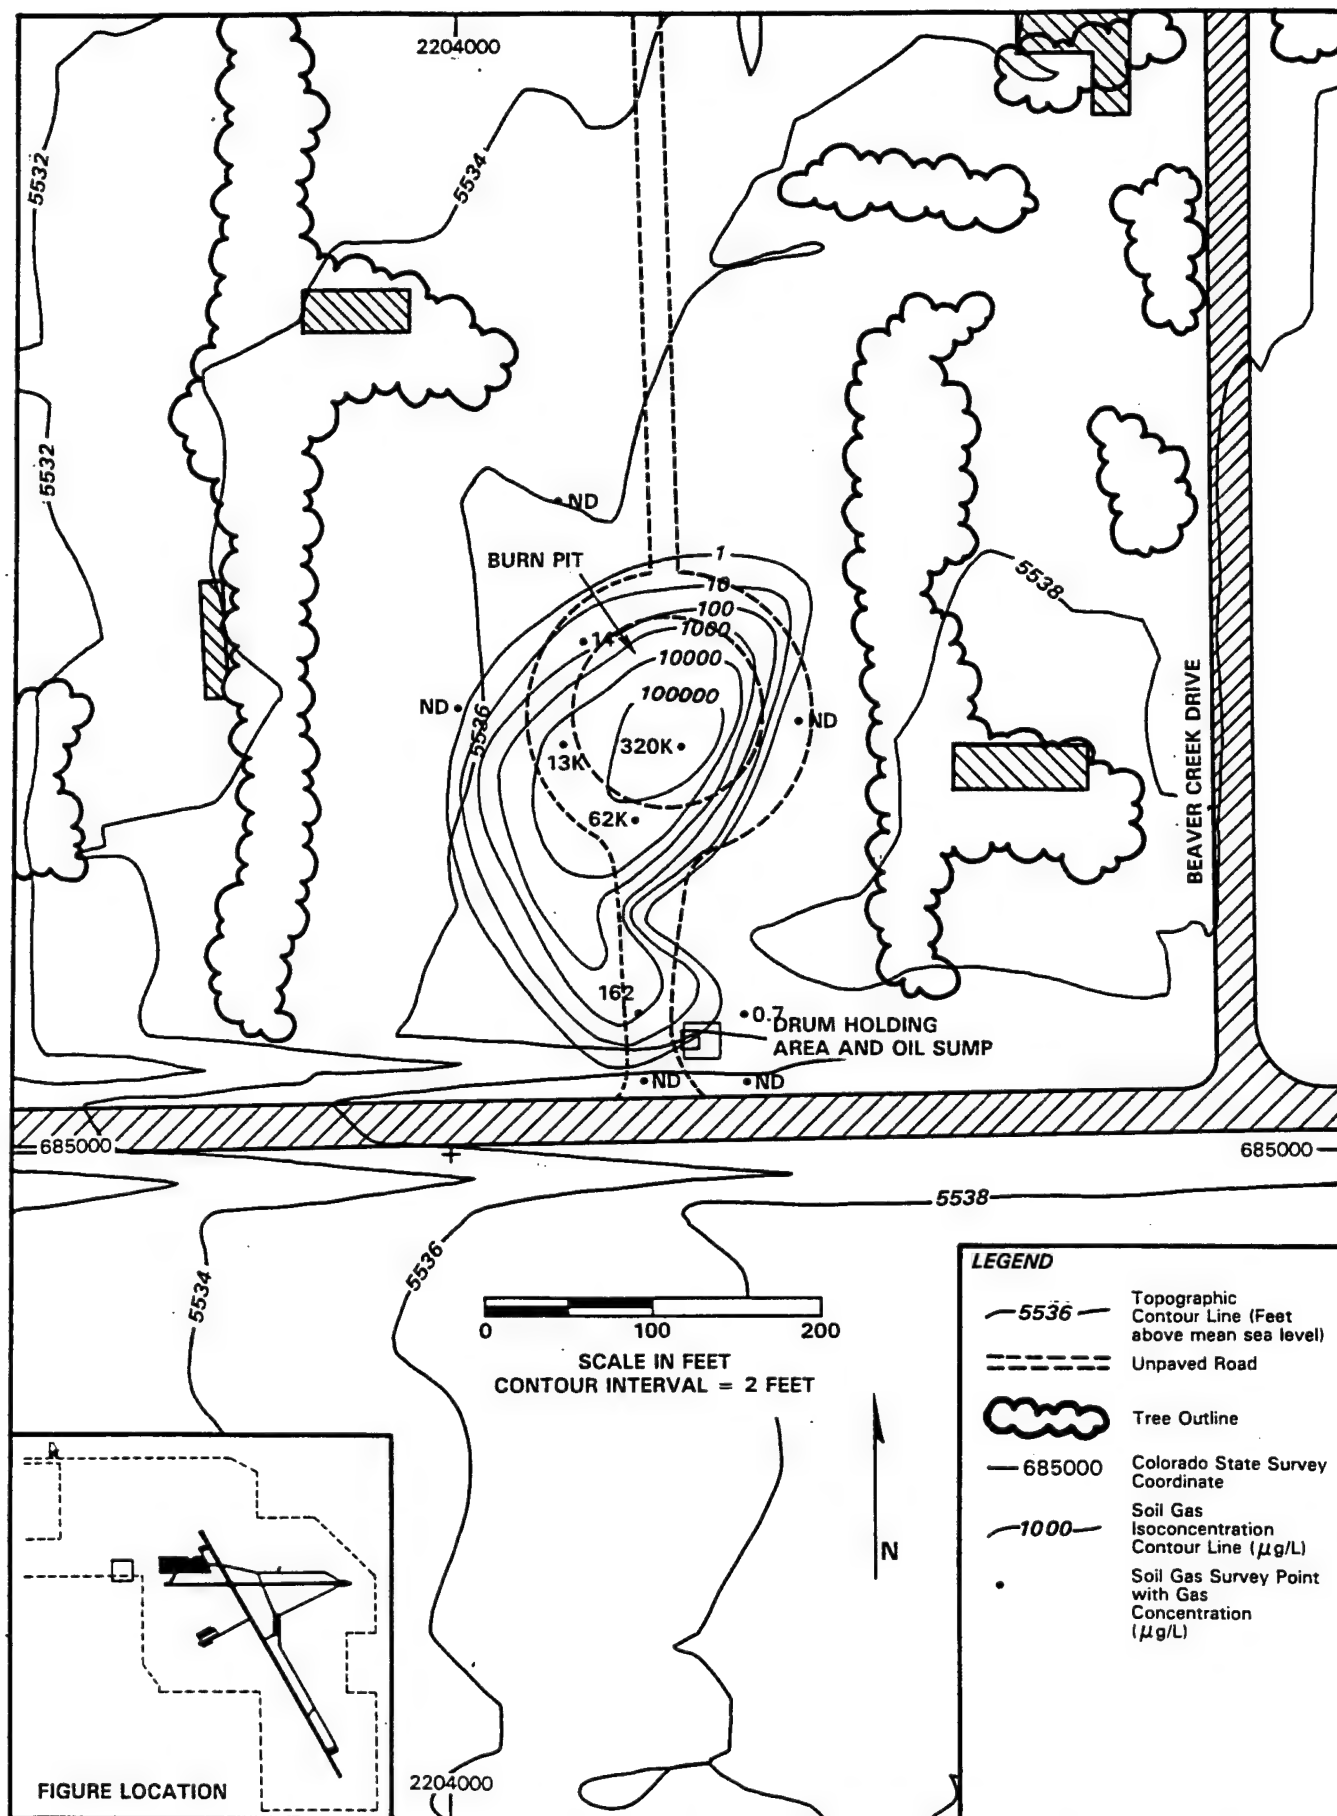 2204000
5532
5534
5532
ND
BURN PIT
1
10
100
1000
14
10000
100000
5538
ND
5536
ND
320K
13K
62K
BEAVER CREEK DRIVE
162
0.7
DRUM HOLDING
AREA AND OIL SUMP
ND
ND
685000
685000
5538
5536
5534
0
100
200
SCALE IN FEET
CONTOUR INTERVAL = 2 FEET
N
LEGEND
5536
Topographic
Contour Line (Feet
above mean sea level)
Unpaved Road
Tree Outline
685000
Colorado State Survey
Coordinate
1000
Soil Gas
Isoconcentration
Contour Line (μg/L)
Soil Gas Survey Point
with Gas
Concentration
(μg/L)
FIGURE LOCATION
2204000